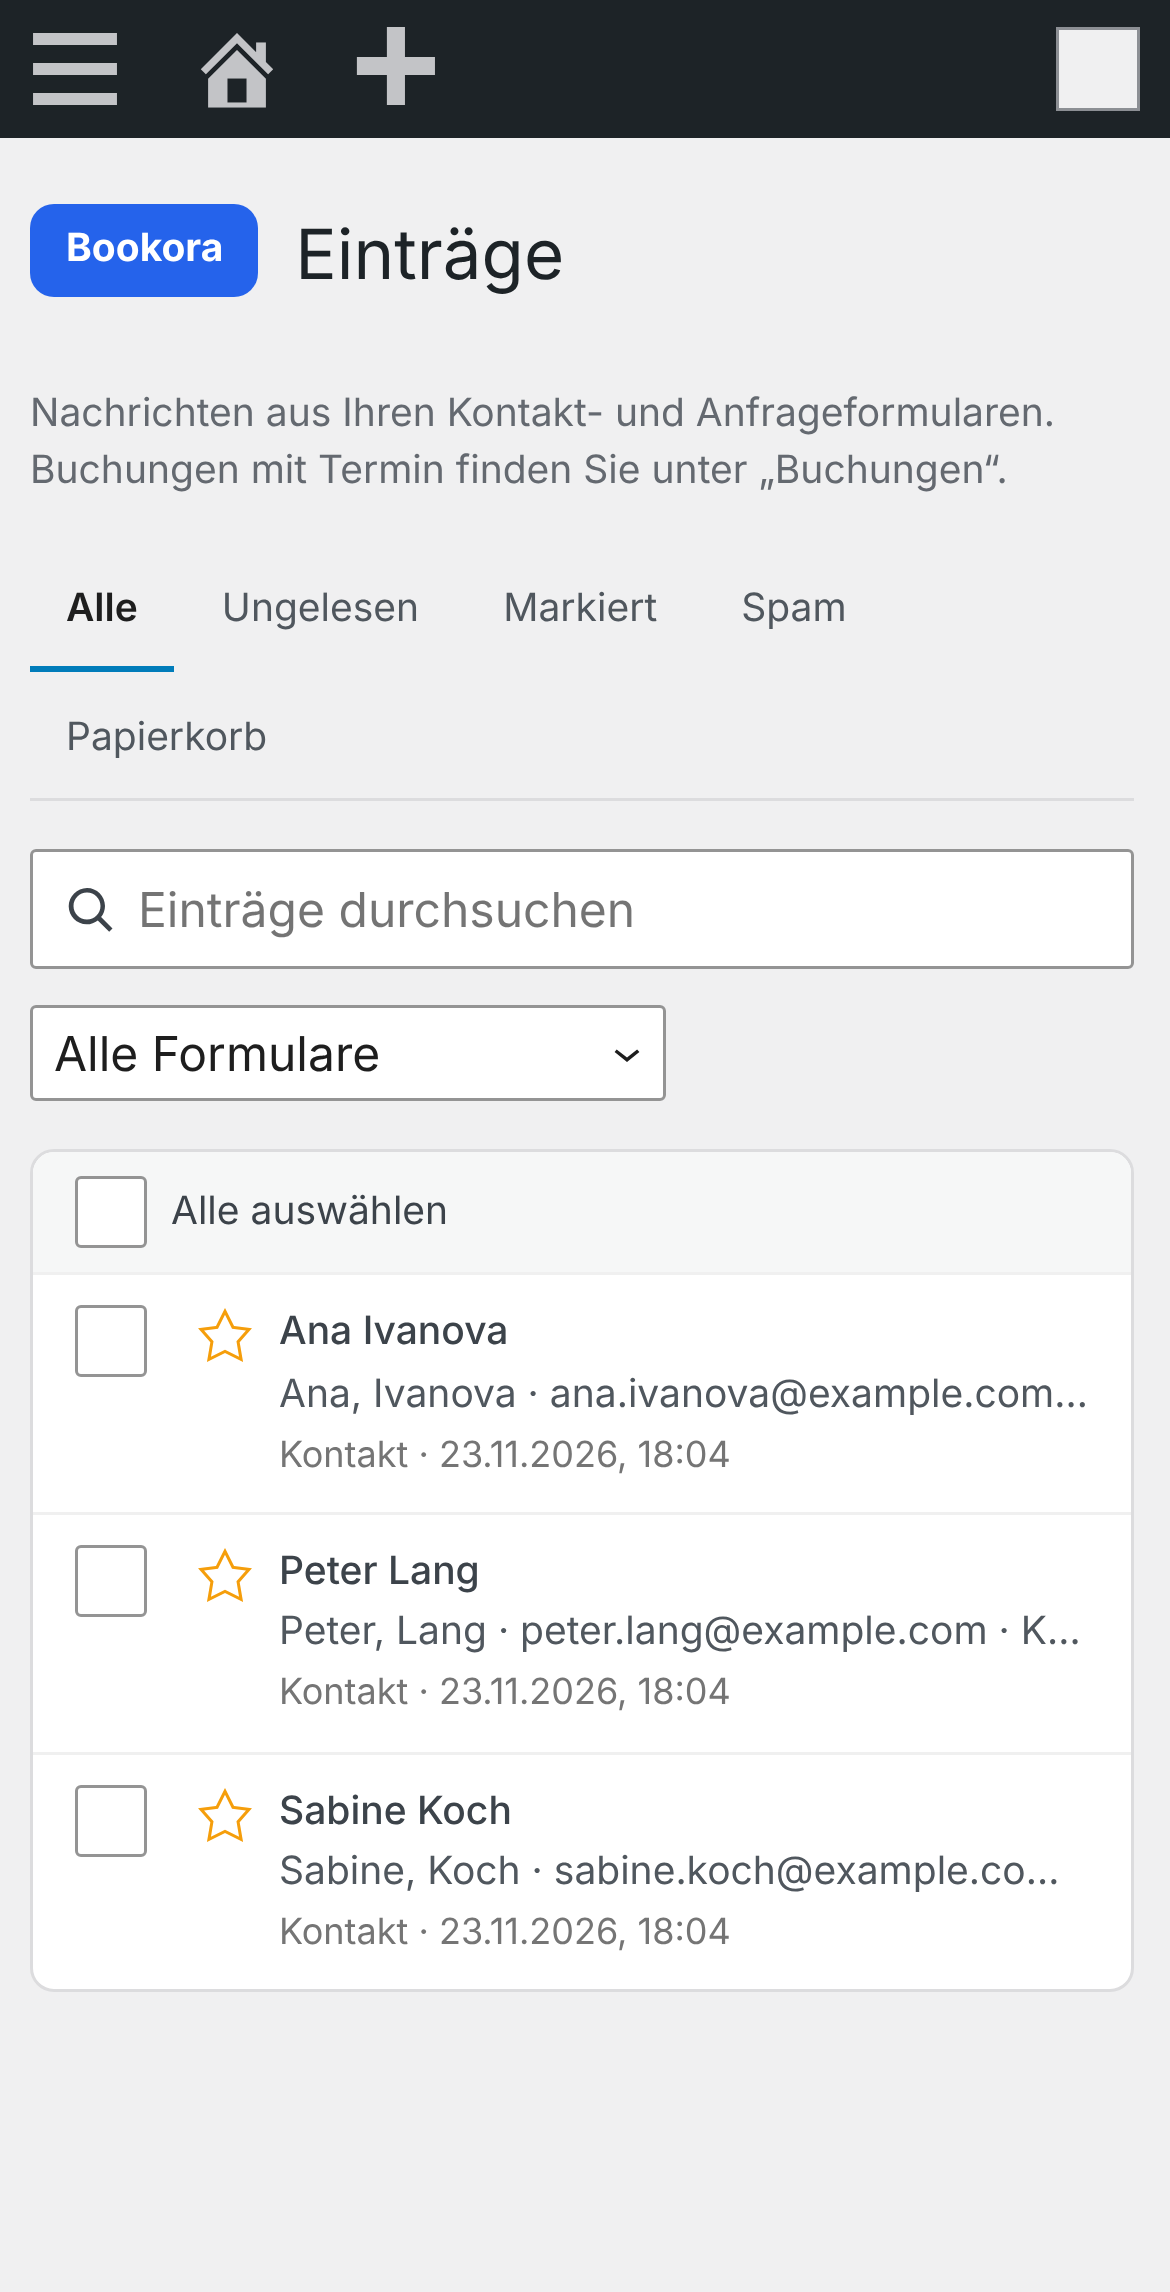 Bookora
Einträge
Nachrichten aus Ihren Kontakt- und Anfrageformularen.
Buchungen mit Termin finden Sie unter „Buchungen“.
Alle
Ungelesen
Markiert
Spam
Papierkorb
Einträge durchsuchen
Alle Formulare
Alle auswählen
Ana Ivanova
Ana, Ivanova · ana.ivanova@example.com...
Kontakt · 23.11.2026, 18:04
Peter Lang
Peter, Lang · peter.lang@example.com · K...
Kontakt · 23.11.2026, 18:04
Sabine Koch
Sabine, Koch · sabine.koch@example.co...
Kontakt · 23.11.2026, 18:04